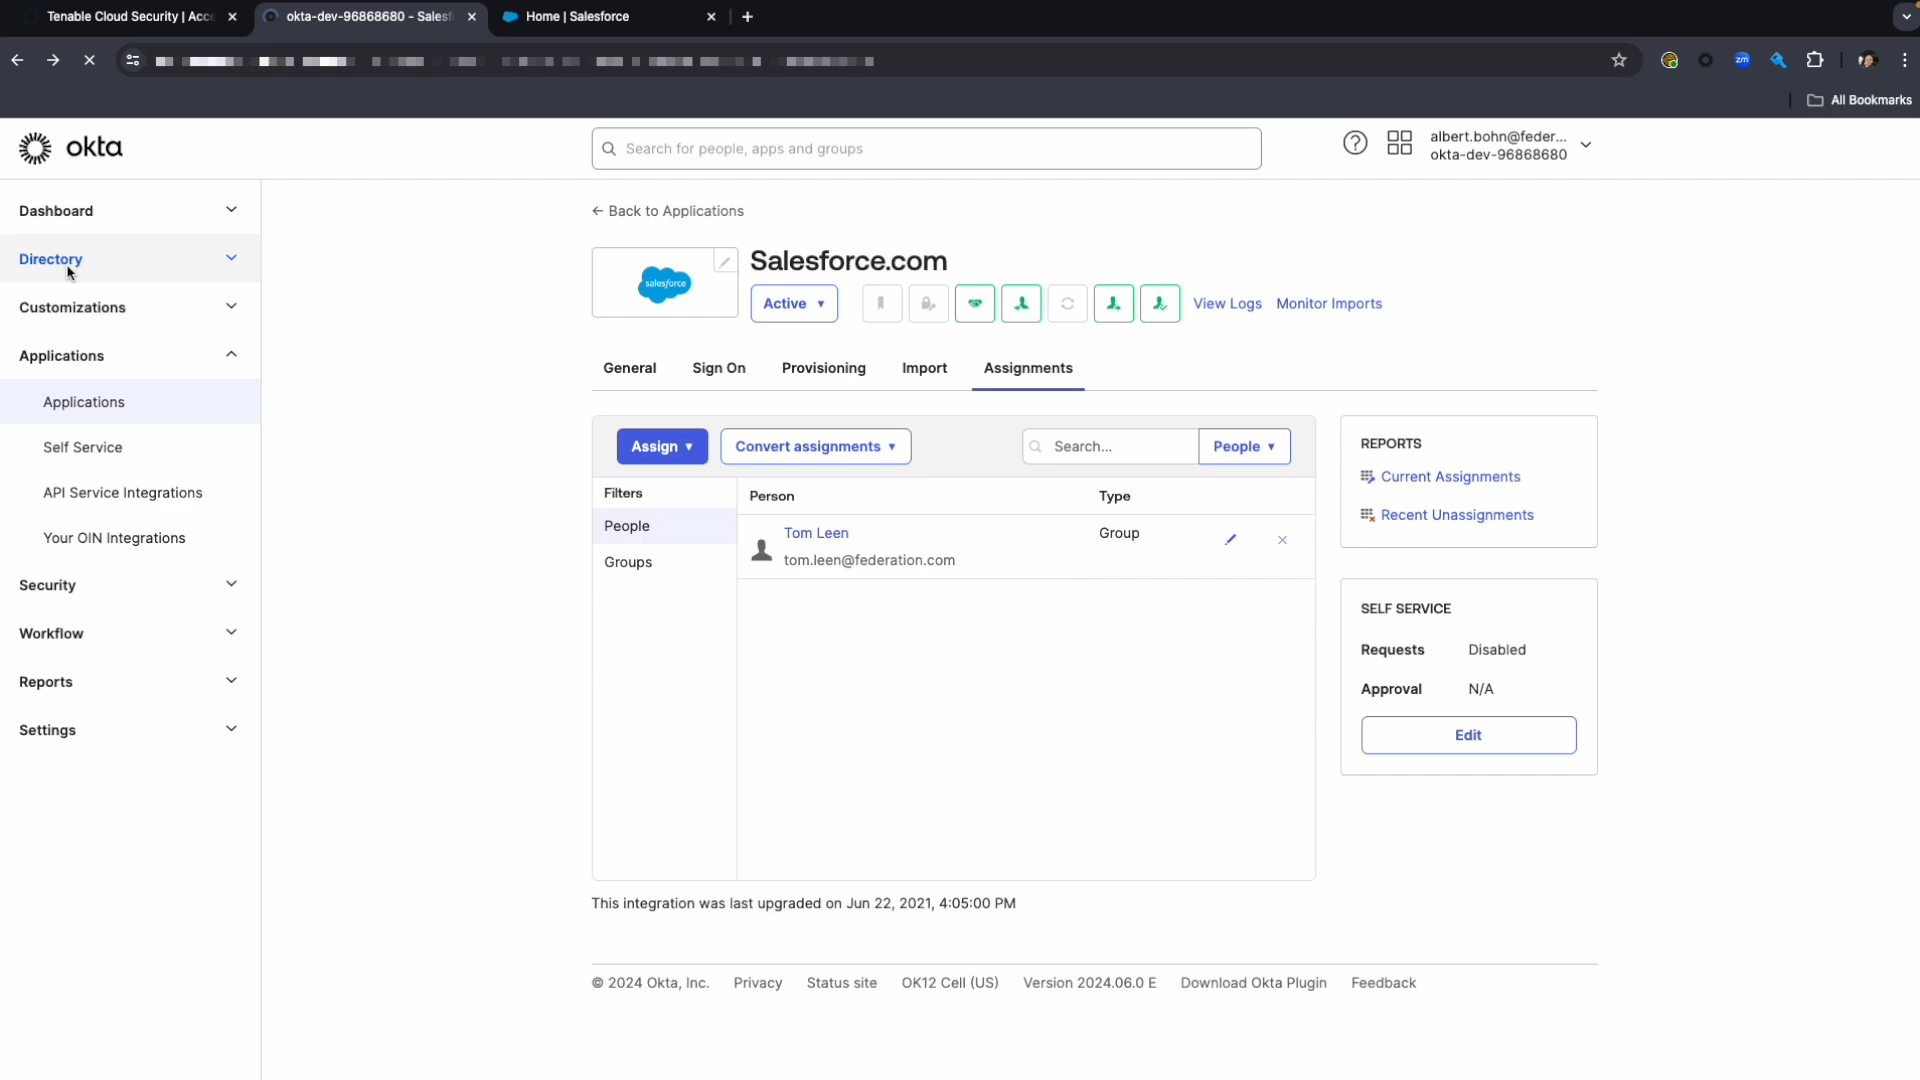 Tenable Cloud Security | Acce
okta-dev-96868680 - Salesf
Home | Salesforce
zm
All Bookmarks
okta
Search for people, apps and groups
albert.bohn@feder...
okta-dev-96868680
Dashboard
Directory
Customizations
Applications
Applications
Self Service
API Service Integrations
Your OIN Integrations
Security
Workflow
Reports
Settings
← Back to Applications
salesforce
Salesforce.com
Active
View Logs
Monitor Imports
General
Sign On
Provisioning
Import
Assignments
Assign
Convert assignments
Search...
People
Filters
People
Groups
Person
Type
Tom Leen
tom.leen@federation.com
Group
REPORTS
Current Assignments
Recent Unassignments
SELF SERVICE
Requests Disabled
Approval N/A
Edit
This integration was last upgraded on Jun 22, 2021, 4:05:00 PM
© 2024 Okta, Inc. Privacy Status site OK12 Cell (US) Version 2024.06.0 E Download Okta Plugin Feedback